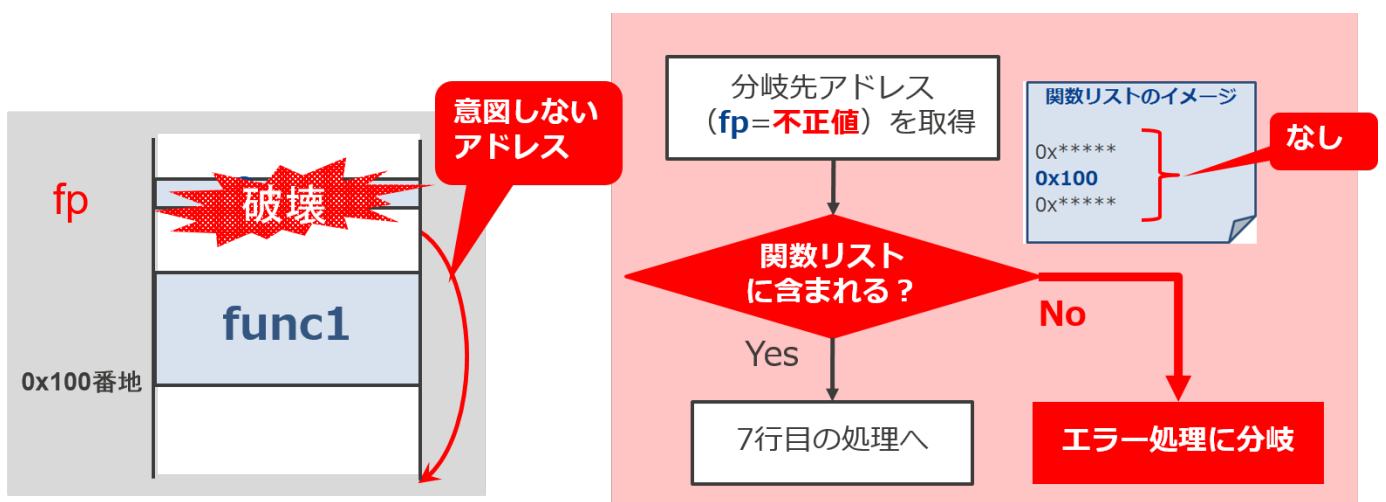 fp
破壊
意図しない
アドレス
func1
0x100番地
分岐先アドレス
（fp=不正値）を取得
関数リスト
に含まれる？
Yes
No
7行目の処理へ
エラー処理に分岐
関数リストのイメージ
0x*****
0x100
0x*****
なし